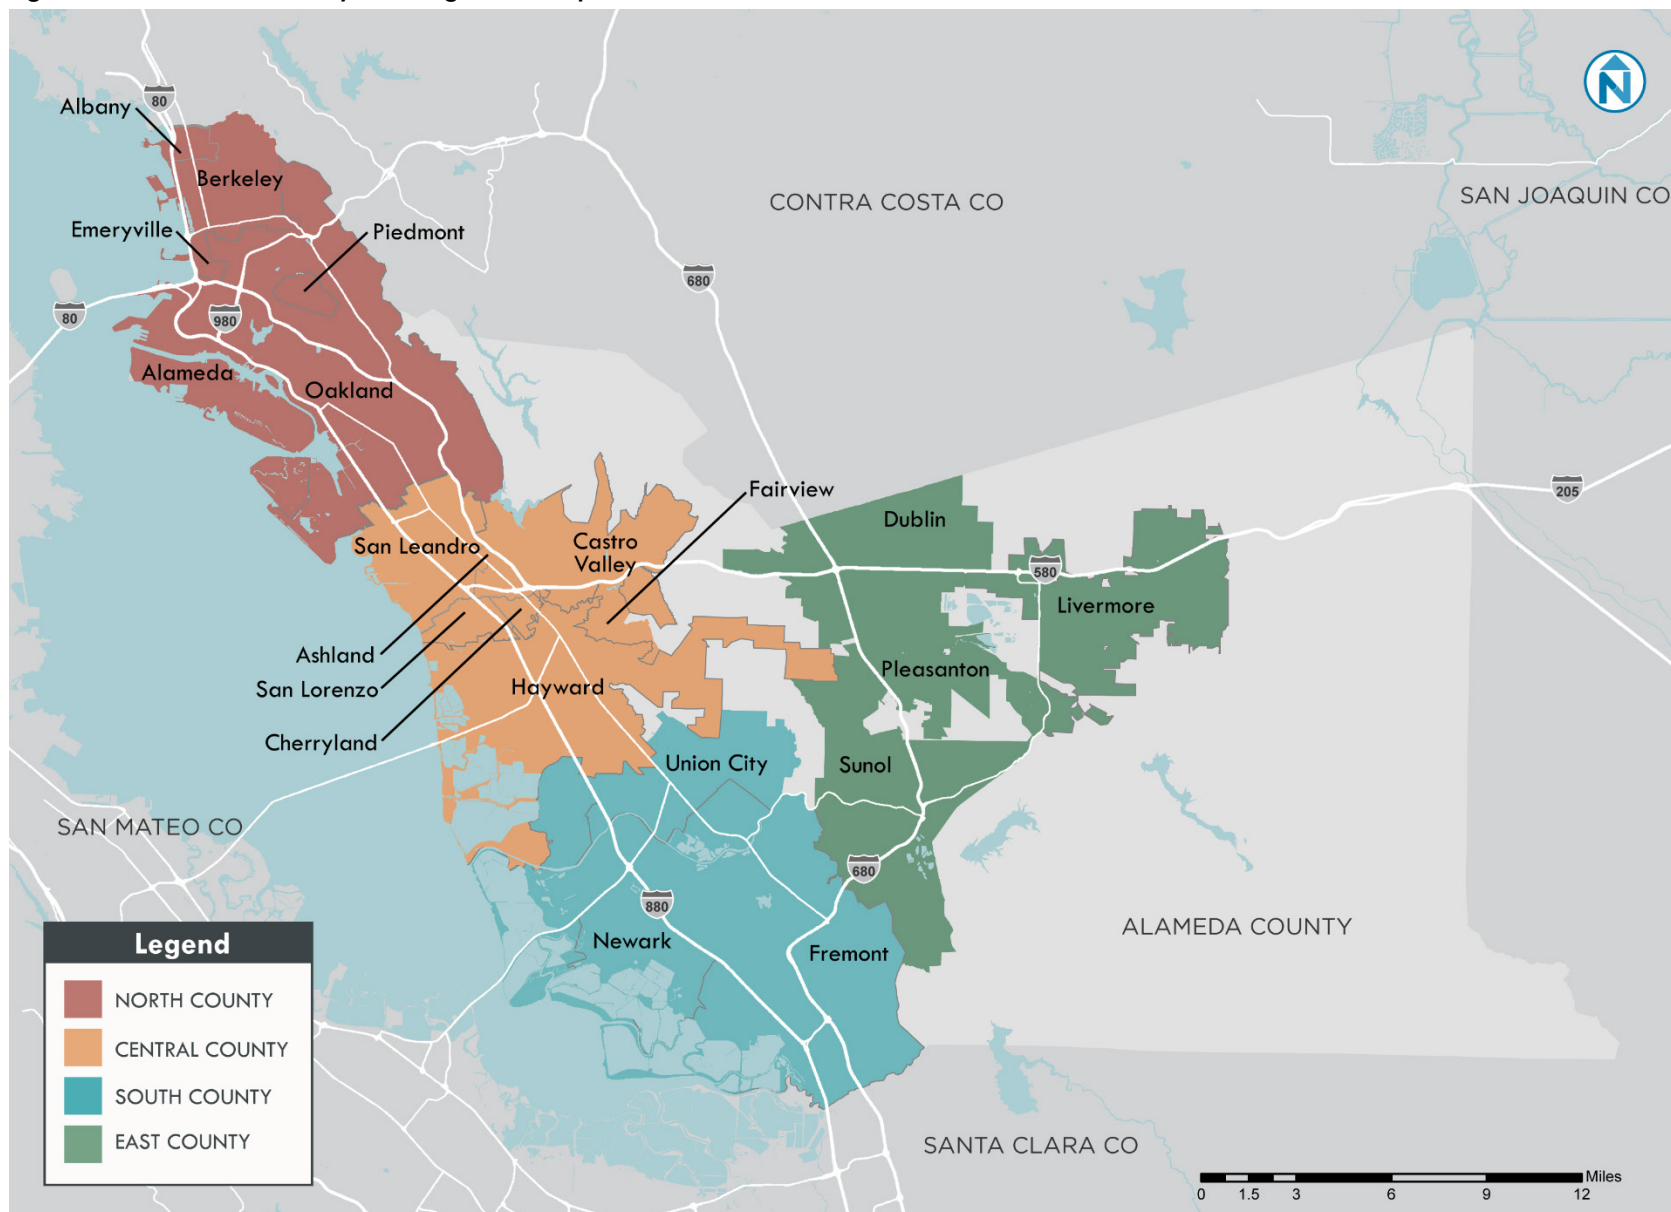 N
80
Albany
Berkeley
CONTRA COSTA CO
SAN JOAQUIN CO
Emeryville
Piedmont
680
80
980
Alameda
Oakland
Fairview
205
Dublin
San Leandro
Castro
Valley
580
Livermore
Ashland
San Lorenzo
Hayward
Pleasanton
Cherryland
Union City
Sunol
SAN MATEO CO
680
880
ALAMEDA COUNTY
Newark
Fremont
Legend
NORTH COUNTY
CENTRAL COUNTY
SOUTH COUNTY
EAST COUNTY
SANTA CLARA CO
Miles
0 1.5 3 6 9 12